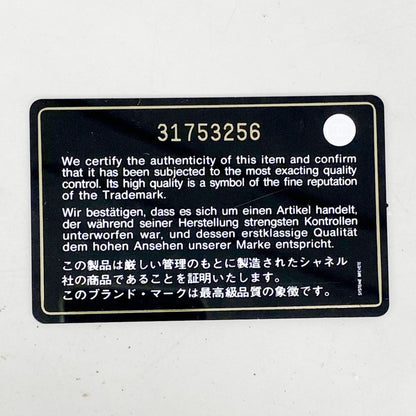 31753256
We certify the authenticity of this item and confirm
that it has been subjected to the most exacting quality
control. Its high quality is a symbol of the fine reputation
of the Trademark.
Wir bestätigen, dass es sich um einen Artikel handelt,
der während seiner Herstellung strengsten Kontrollen
unterworfen war, und dessen erstklassige Qualität
dem hohen Ansehen unserer Marke entspricht.
この製品は厳しい管理のもとに製造されたシャネル
社の商品であることを証明いたします。
このブランド・マークは最高級品質の象徴です。